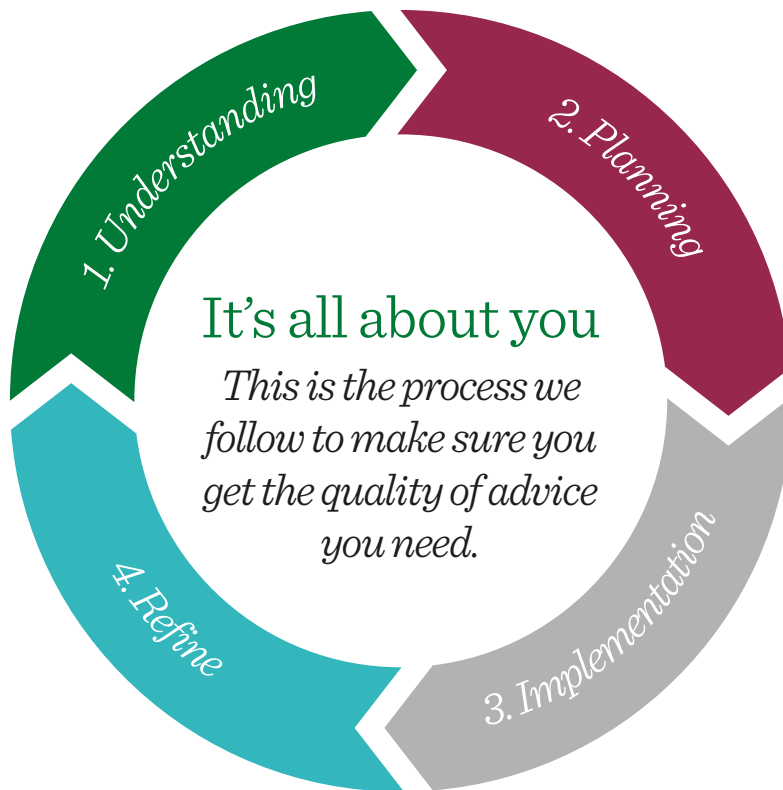 1. Understanding
2. Planning
It’s all about you
This is the process we
follow to make sure you
get the quality of advice
you need.
3. Implementation
4. Refine